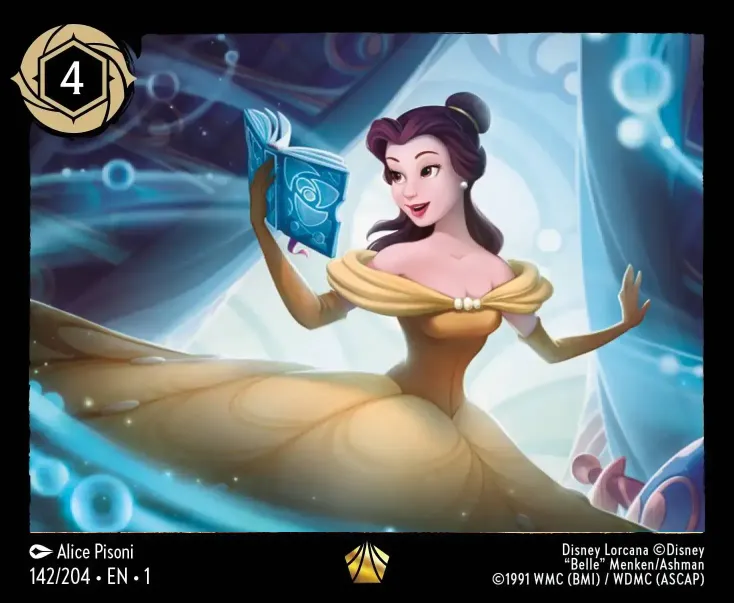 4
Alice Pisoni
142/204 • EN • 1
Disney Lorcana ©Disney
“Belle” Menken/Ashman
©1991 WMC (BMI) / WDMC (ASCAP)